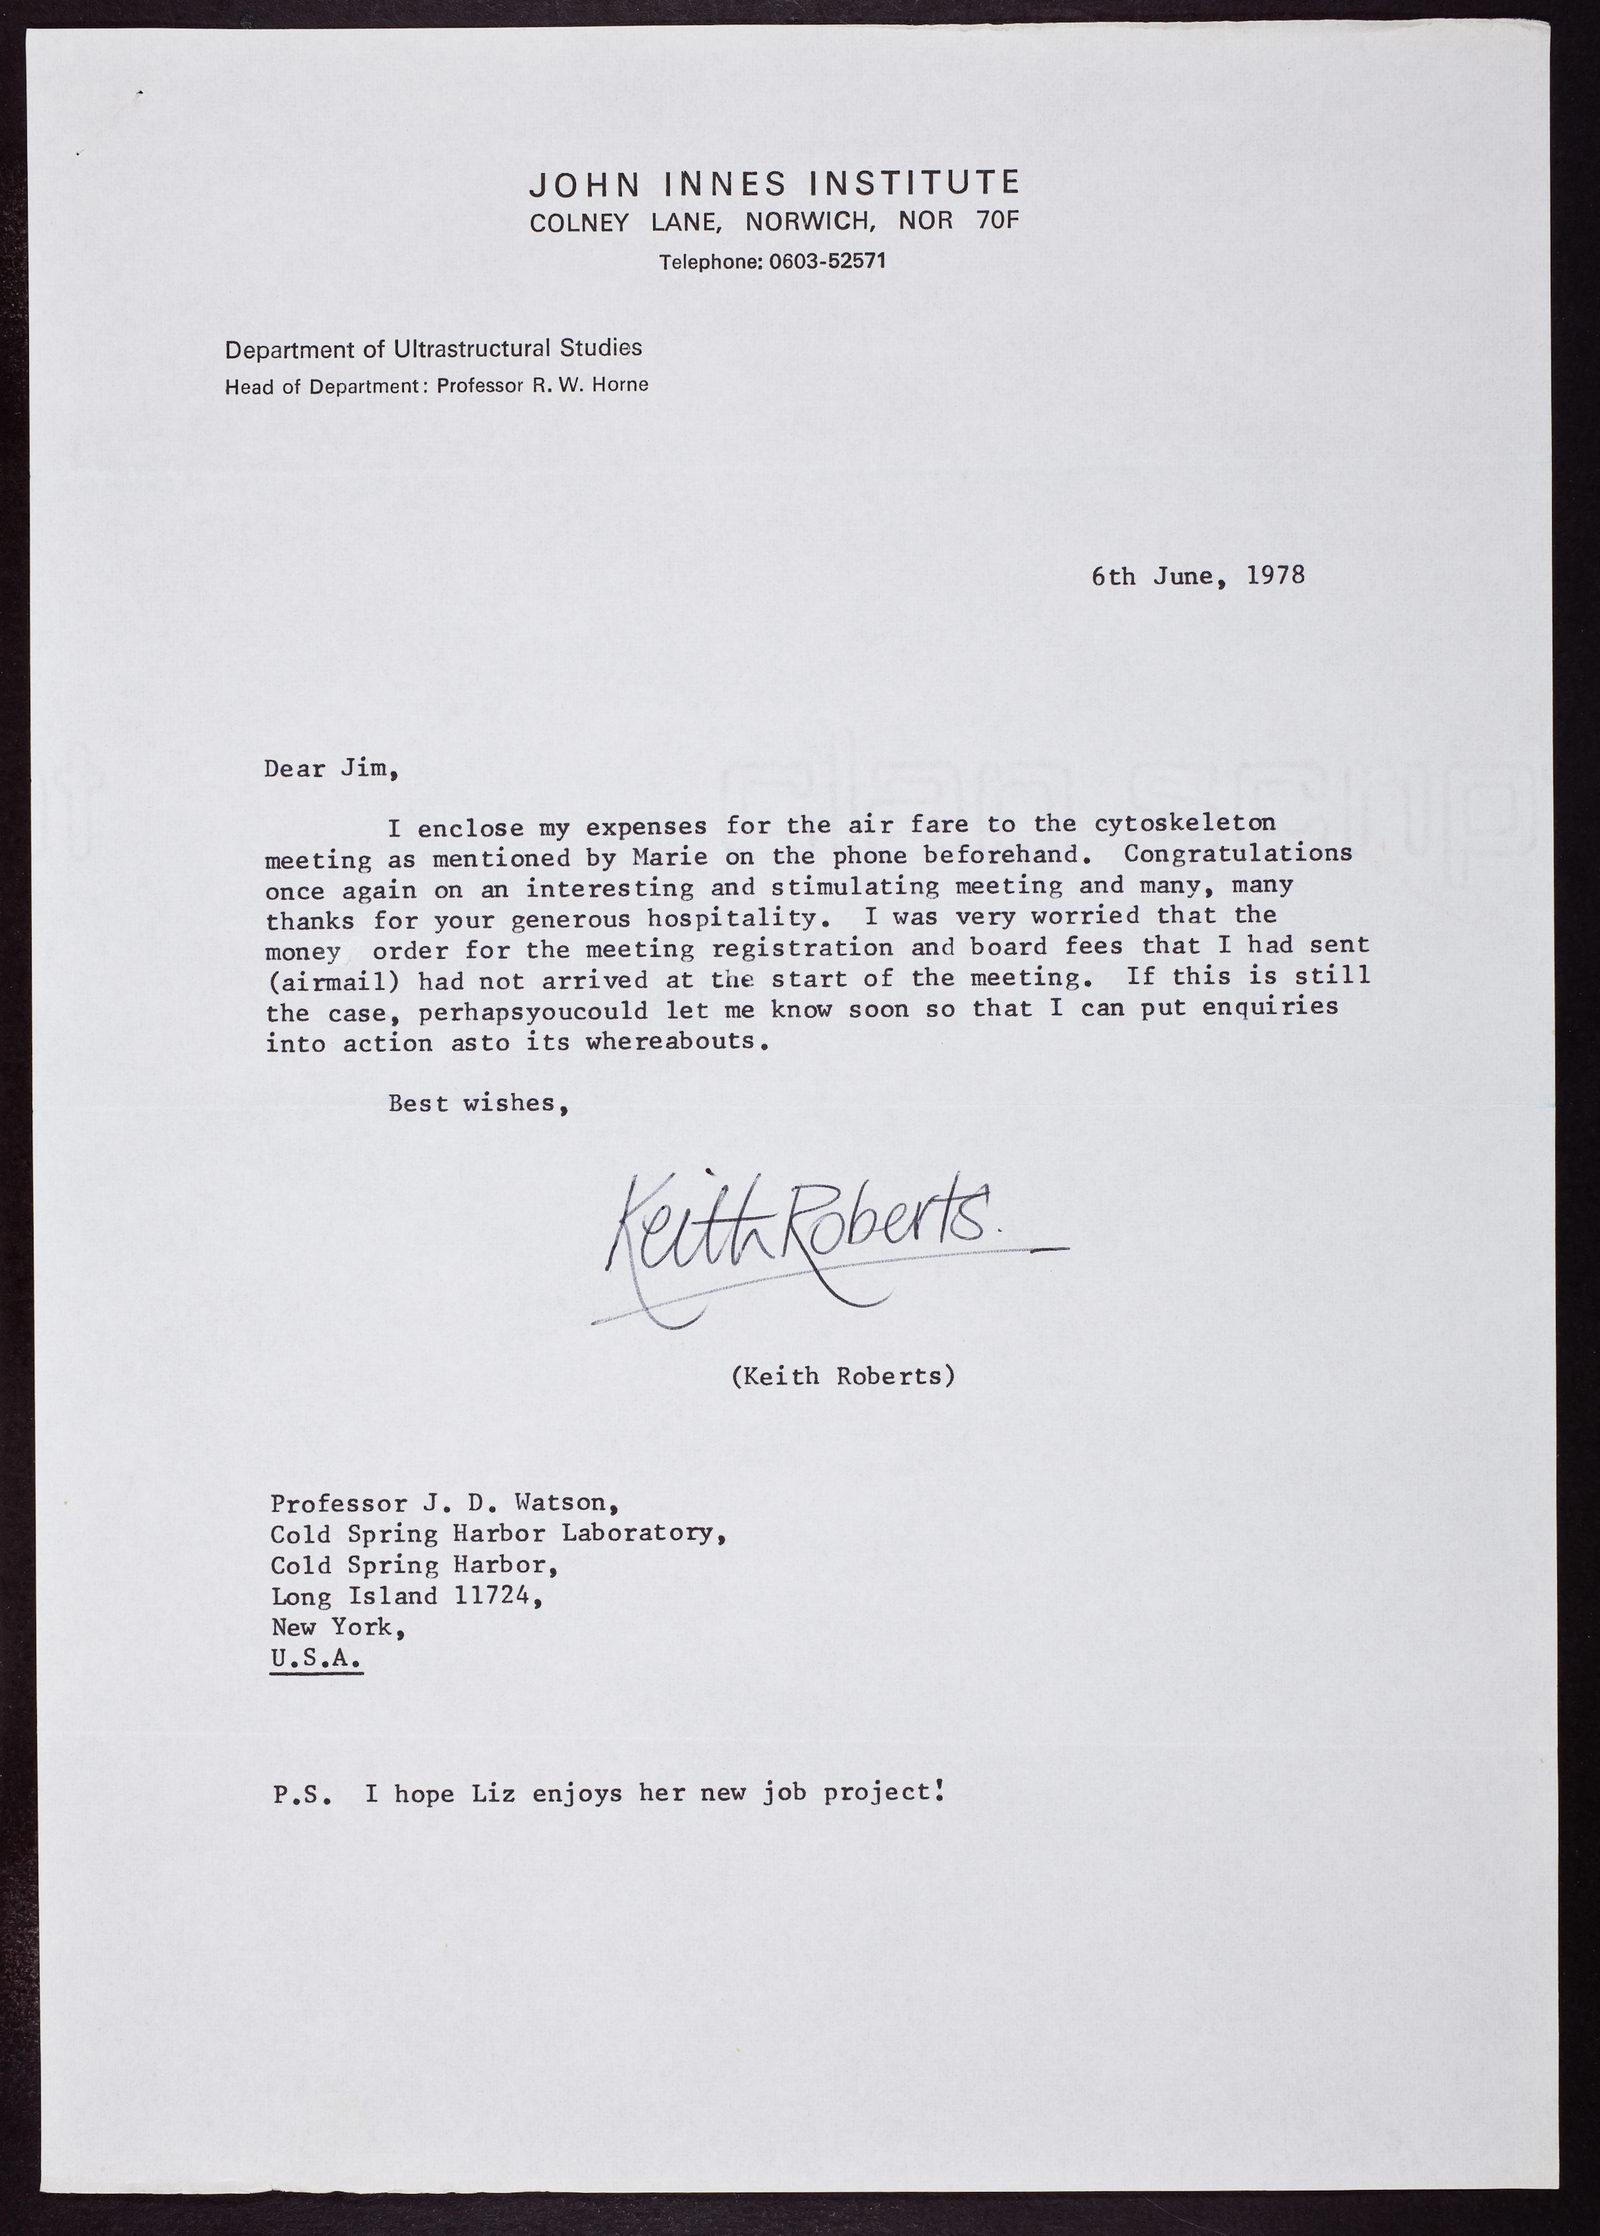 JOHN INNES INSTITUTE
COLNEY LANE, NORWICH, NOR 70F
Telephone: 0603-52571
Department of Ultrastructural Studies
Head of Department: Professor R. W. Horne
6th June, 1978
Dear Jim,
I enclose my expenses for the air fare to the cytoskeleton
meeting as mentioned by Marie on the phone beforehand. Congratulations
once again on an interesting and stimulating meeting and many, many
thanks for your generous hospitality. I was very worried that the
money order for the meeting registration and board fees that I had sent
(airmail) had not arrived at the start of the meeting. If this is still
the case, perhapsyoucould let me know soon so that I can put enquiries
into action asto its whereabouts.
Best wishes,
Keith Roberts.
(Keith Roberts)
Professor J. D. Watson,
Cold Spring Harbor Laboratory,
Cold Spring Harbor,
Long Island 11724,
New York,
U.S.A.
P.S. I hope Liz enjoys her new job project!